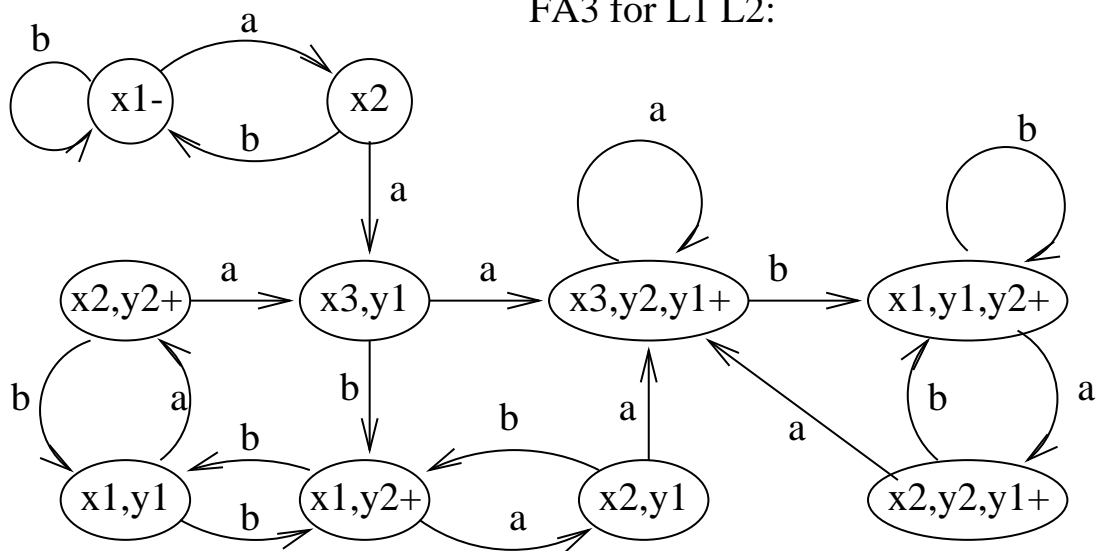 FA3 for L1 L2:
b
a
x1-
x2
b
a
a
b
x2,y2+
a
x3,y1
a
x3,y2,y1+
b
x1,y1,y2+
b
a
b
b
b
a
a
b
a
x1,y1
b
x1,y2+
a
x2,y1
x2,y2,y1+